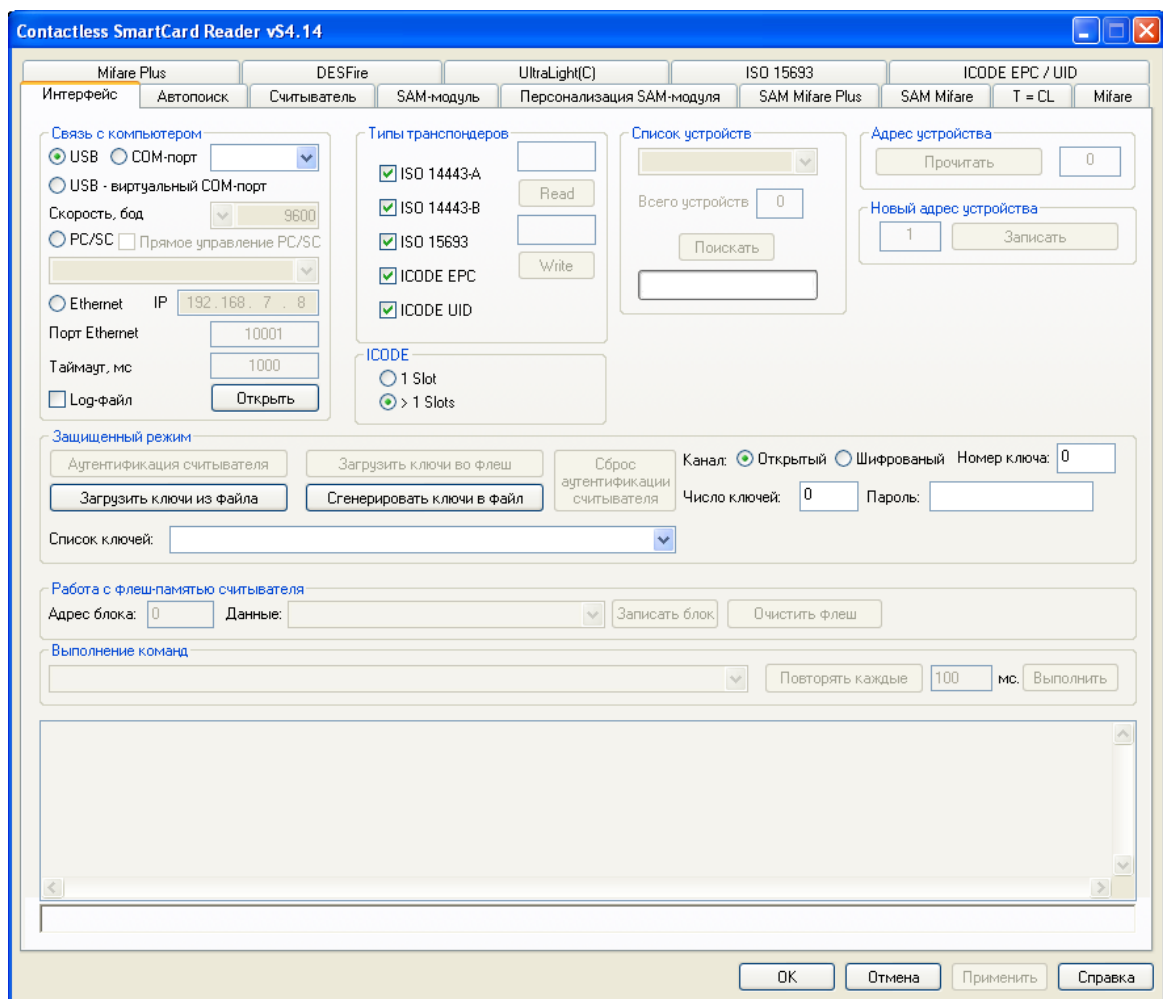 Contactless SmartCard Reader vS4.14
Mifare Plus DESFire UltraLight(C) ISO 15693 ICODE EPC / UID
Интерфейс Автопоиск Считыватель SAM-модуль Персонализация SAM-модуля SAM Mifare Plus SAM Mifare T = CL Mifare
Связь с компьютером
USB COM-порт
USB - виртуальный COM-порт
Скорость, бод 9600
PC/SC Прямое управление PC/SC
Ethernet IP 192.168. 7 . 8
Порт Ethernet 10001
Таймаут, мс 1000
Log-файл Открыть
Типы транспондеров
ISO 14443-A
Read
ISO 14443-B
ISO 15693
Write
ICODE EPC
ICODE UID
ICODE
1 Slot
> 1 Slots
Список устройств
Всего устройств 0
Поискать
Адрес устройства
Прочитать 0
Новый адрес устройства
1 Записать
Защищенный режим
Аутентификация считывателя Загрузить ключи во флеш Сброс аутентификации считывателя Канал: Открытый Шифрованый Номер ключа: 0
Загрузить ключи из файла Сгенерировать ключи в файл Число ключей: 0 Пароль:
Список ключей:
Работа с флеш-памятью считывателя
Адрес блока: 0 Данные: Записать блок Очистить флеш
Выполнение команд
Повторять каждые 100 мс. Выполнить
OK Отмена Применить Справка